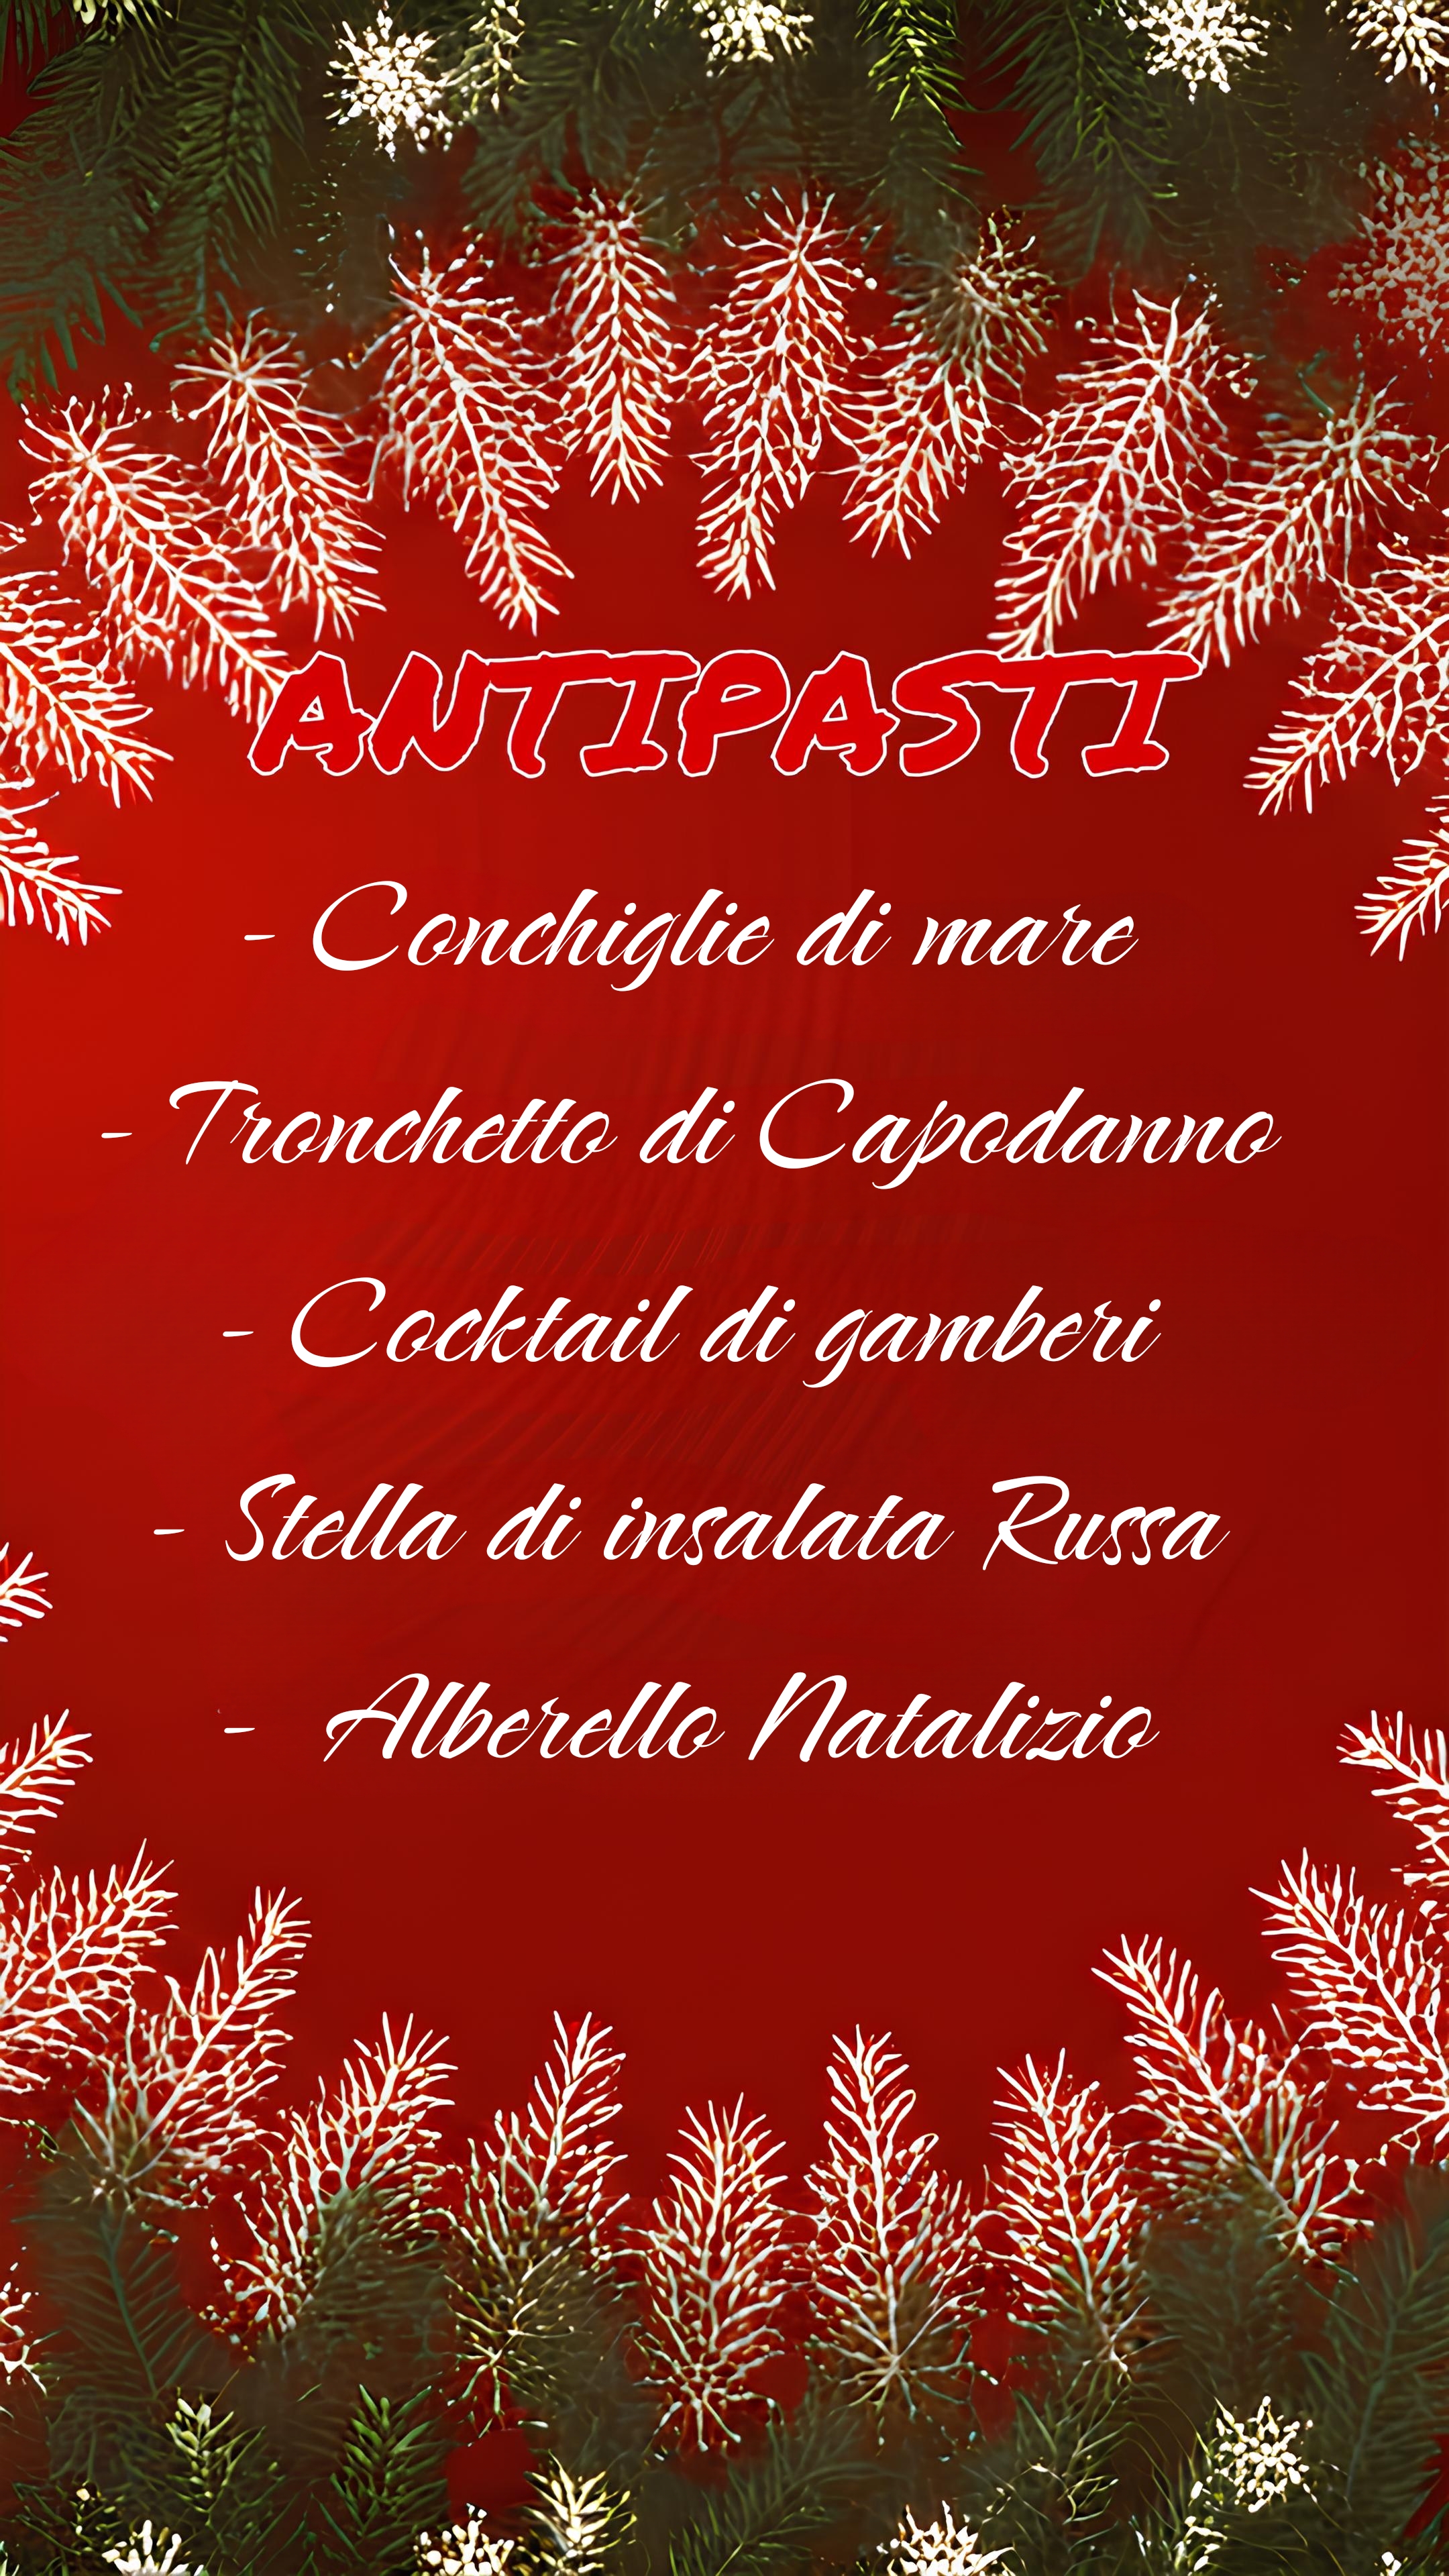 ANTIPASTI
- Conchiglie di mare
- Tronchetto di Capodanno
- Cocktail di gamberi
- Stella di insalata Russa
- Alberello Natalizio